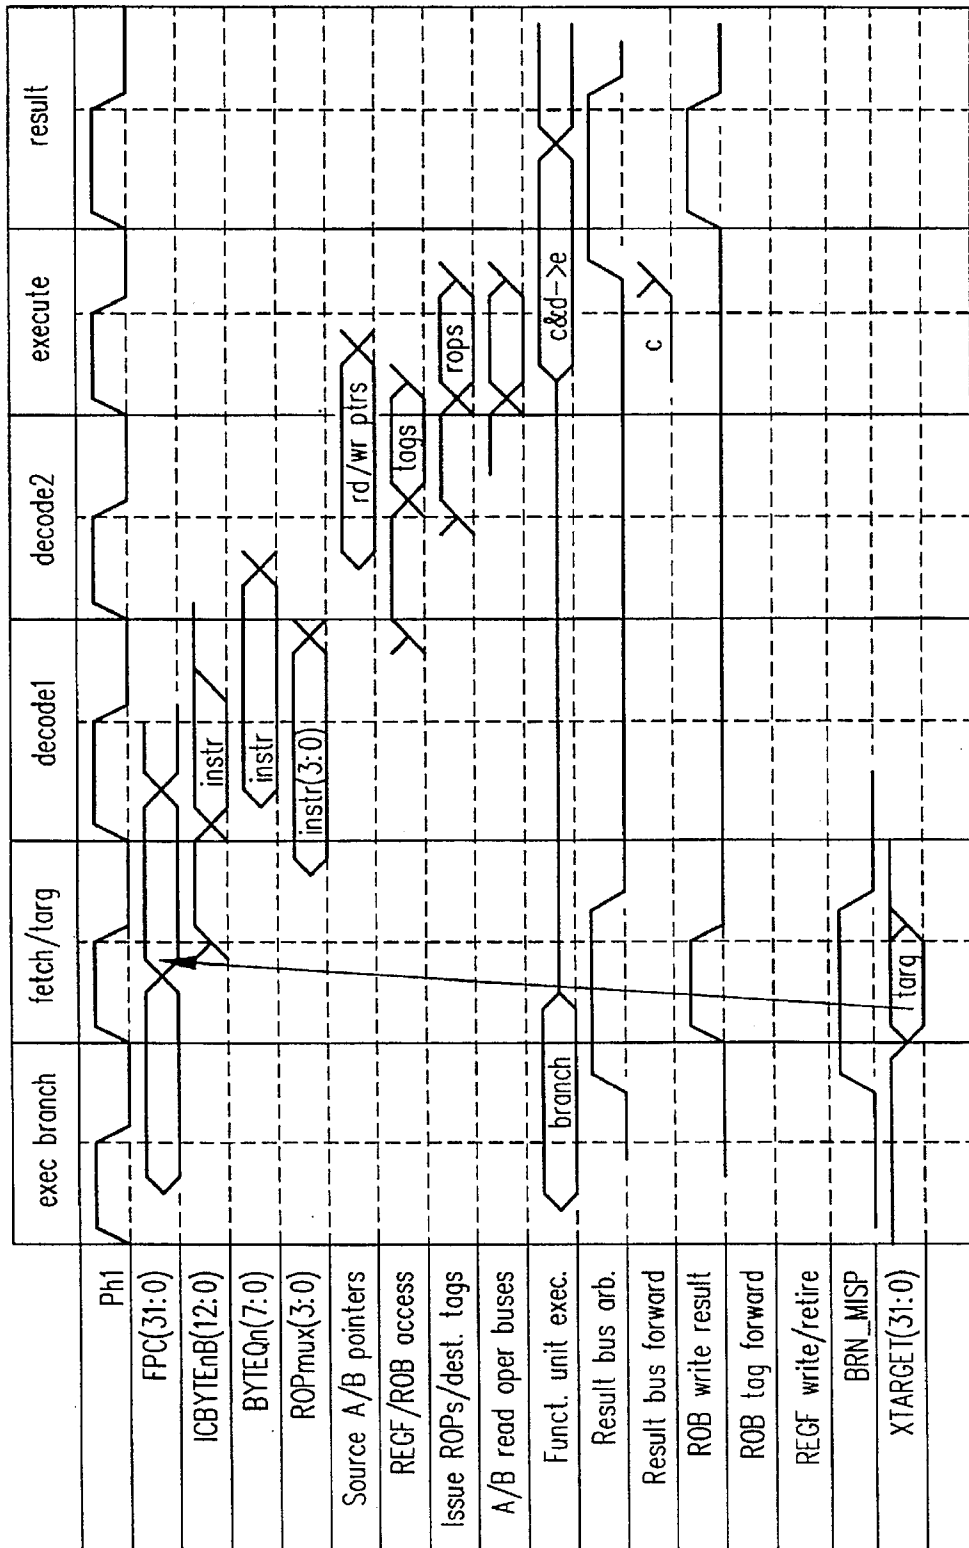 exec branch
fetch/targ
decode1
decode2
execute
result
Ph1
FPC(31:0)
ICBYTEnB(12:0)
instr
BYTEQn(7:0)
instr
ROPmux(3:0)
instr(3:0)
Source A/B pointers
rd/wr ptrs
REGF/ROB access
tags
Issue ROPs/dest. tags
rops
A/B read oper buses
Funct. unit exec.
branch
c&d->e
Result bus arb.
Result bus forward
c
ROB write result
ROB tag forward
REGF write/retire
BRN_MISP
XTARGET(31:0)
targ